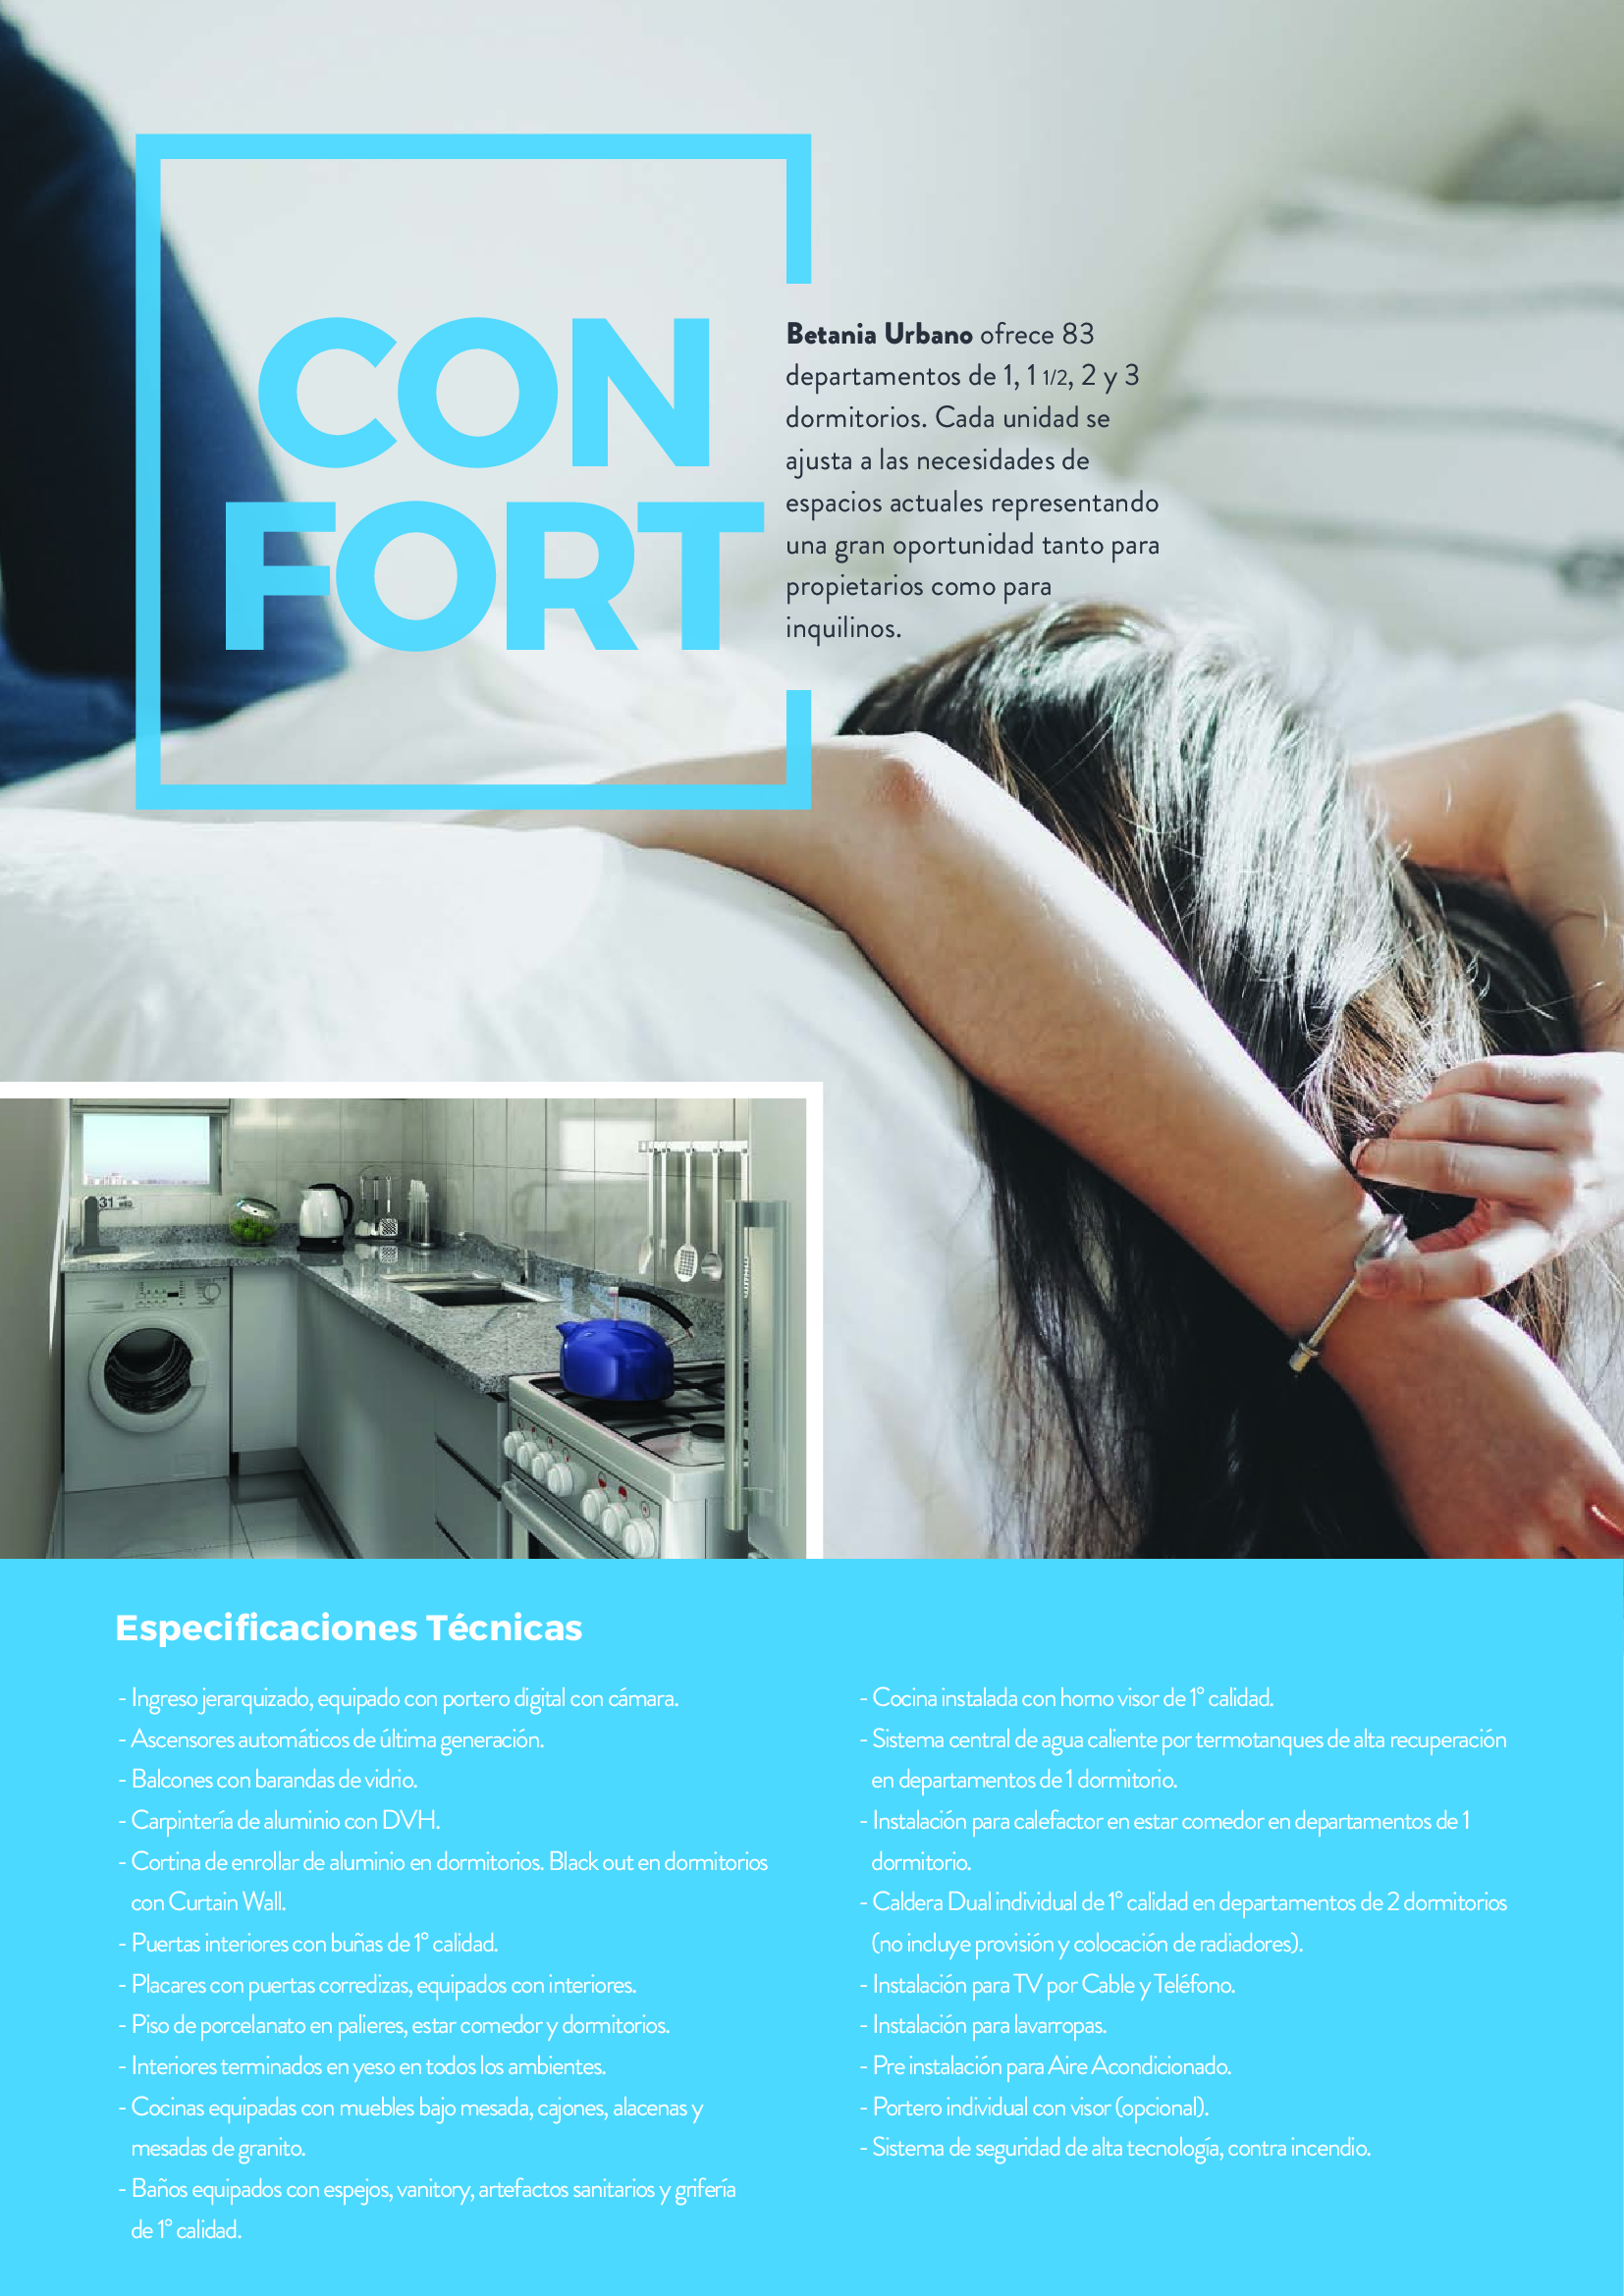 CON
FORT
Betania Urbano ofrece 83
departamentos de 1, 1 1/2, 2 y 3
dormitorios. Cada unidad se
ajusta a las necesidades de
espacios actuales representando
una gran oportunidad tanto para
propietarios como para
inquilinos.
Especificaciones Técnicas
- Ingreso jerarquizado, equipado con portero digital con cámara.
- Ascensores automáticos de última generación.
- Balcones con barandas de vidrio.
- Carpintería de aluminio con DVH.
- Cortina de enrollar de aluminio en dormitorios. Black out en dormitorios
con Curtain Wall.
- Puertas interiores con buñas de 1° calidad.
- Placares con puertas corredizas, equipados con interiores.
- Piso de porcelanato en palieres, estar comedor y dormitorios.
- Interiores terminados en yeso en todos los ambientes.
- Cocinas equipadas con muebles bajo mesada, cajones, alacenas y
mesadas de granito.
- Baños equipados con espejos, vanitory, artefactos sanitarios y grifería
de 1° calidad.
- Cocina instalada con horno visor de 1° calidad.
- Sistema central de agua caliente por termotanques de alta recuperación
en departamentos de 1 dormitorio.
- Instalación para calefactor en estar comedor en departamentos de 1
dormitorio.
- Caldera Dual individual de 1° calidad en departamentos de 2 dormitorios
(no incluye provisión y colocación de radiadores).
- Instalación para TV por Cable y Teléfono.
- Instalación para lavarropas.
- Pre instalación para Aire Acondicionado.
- Portero individual con visor (opcional).
- Sistema de seguridad de alta tecnología, contra incendio.